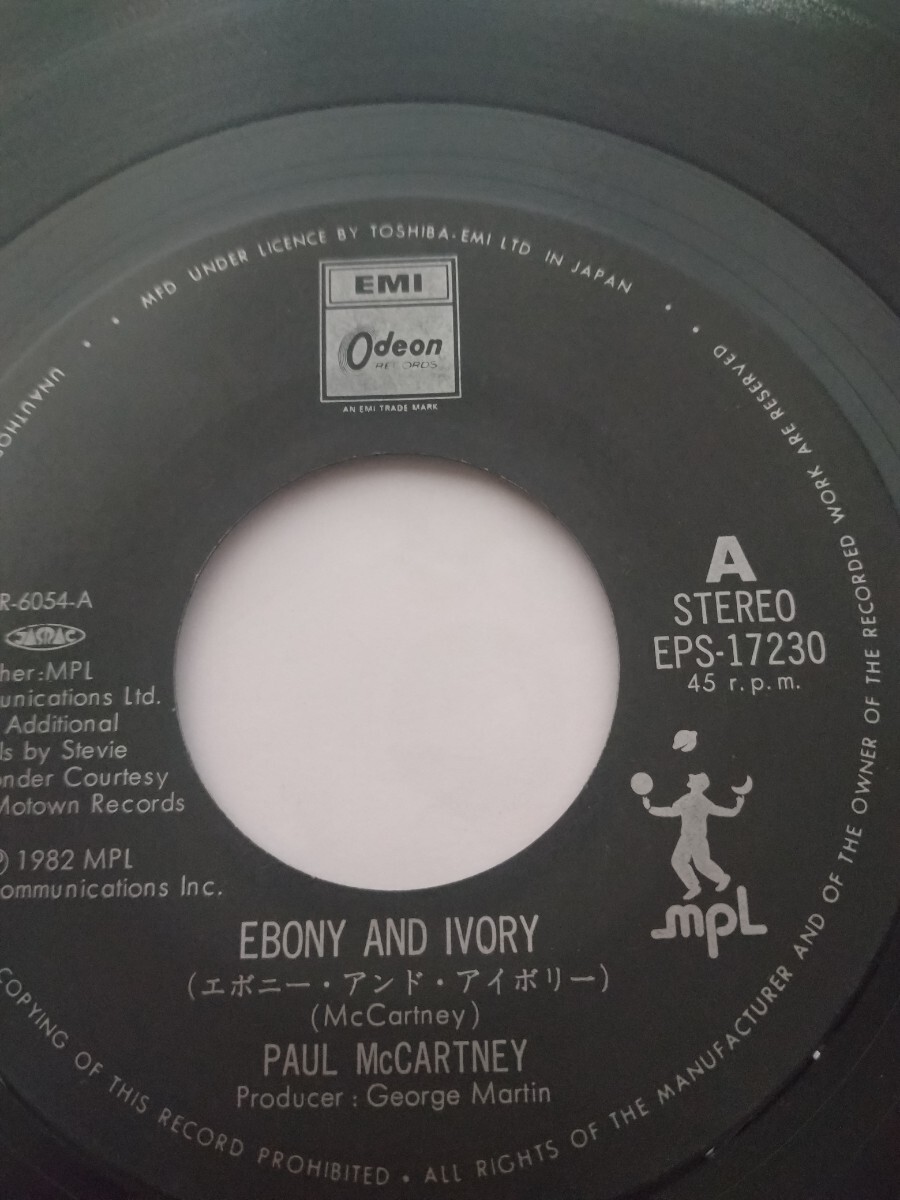 MFD UNDER LICENCE BY TOSHIBA-EMI LTD IN JAPAN
EMI
Odeon
RECORDS
AN EMI TRADE MARK
R-6054-A
JASRAC
her:MPL
unications Ltd.
Additional
ls by Stevie
onder Courtesy
Motown Records
Ⓟ 1982 MPL
ommunications Inc.
A
STEREO
EPS-17230
45 r.p.m.
mpL
EBONY AND IVORY
(エボニー・アンド・アイボリー)
(McCartney)
PAUL McCARTNEY
Producer : George Martin
UNAUTHO
COPYING OF THIS RECORD PROHIBITED • ALL RIGHTS OF THE MANUFACTURER AND OF THE OWNER OF THE RECORDED WORK ARE RESERVED